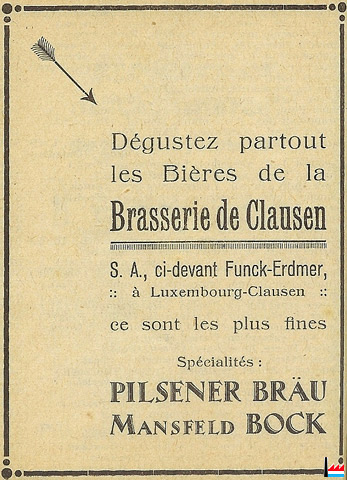 Dégustez partout
les Bières de la
Brasserie de Clausen
S. A., ci-devant Funck-Erdmer,
:: à Luxembourg-Clausen ::
ce sont les plus fines
Spécialités :
PILSENER BRÄU
MANSFELD BOCK